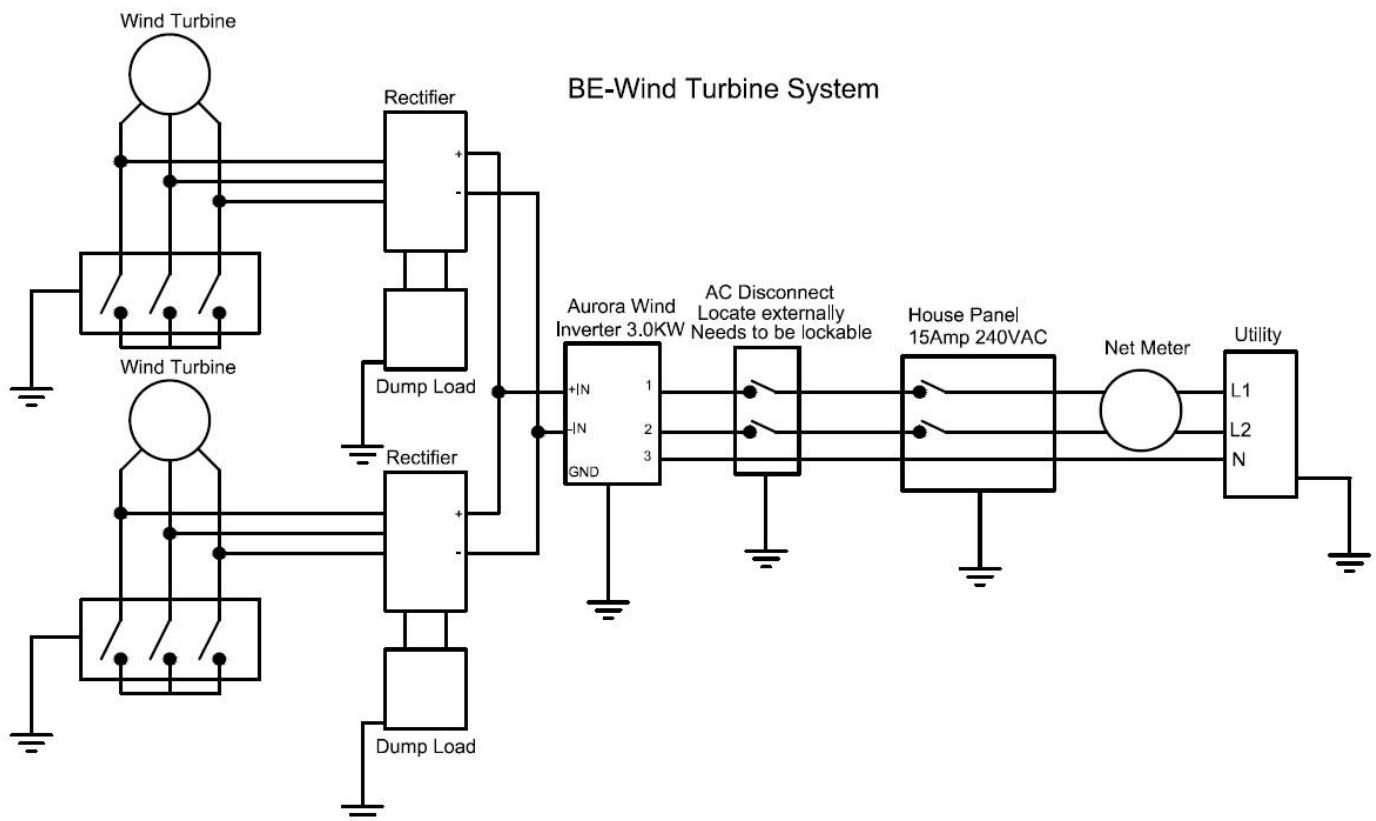 Wind Turbine
BE-Wind Turbine System
Rectifier
+
-
Dump Load
Wind Turbine
Rectifier
+
-
Dump Load
Aurora Wind
Inverter 3.0KW
+IN
-IN
GND
1
2
3
AC Disconnect
Locate externally
Needs to be lockable
House Panel
15Amp 240VAC
Net Meter
Utility
L1
L2
N